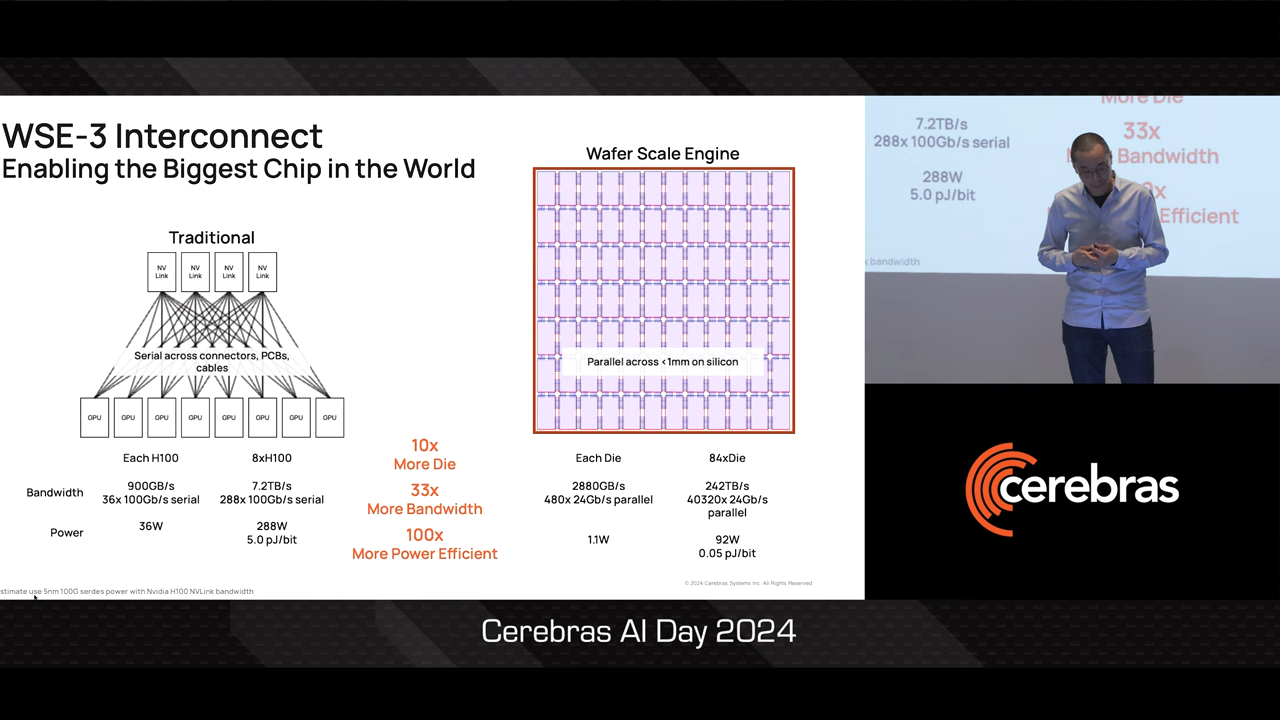 WSE-3 Interconnect
Enabling the Biggest Chip in the World
Traditional
NV Link
NV Link
NV Link
NV Link
Serial across connectors, PCBs,
cables
GPU
GPU
GPU
GPU
GPU
GPU
GPU
GPU
Each H100
8xH100
Bandwidth
900GB/s
36x 100Gb/s serial
7.2TB/s
288x 100Gb/s serial
Power
36W
288W
5.0 pJ/bit
10x
More Die
33x
More Bandwidth
100x
More Power Efficient
Wafer Scale Engine
Parallel across <1mm on silicon
Each Die
84xDie
2880GB/s
480x 24Gb/s parallel
242TB/s
40320x 24Gb/s
parallel
1.1W
92W
0.05 pJ/bit
© 2024 Cerebras Systems Inc. All Rights Reserved
use 5nm 100G serdes power with Nvidia H100 NVLink bandwidth
More Die
7.2TB/s
288x 100Gb/s serial
33x
Bandwidth
288W
5.0 pJ/bit
Efficient
bandwidth
cerebras
Cerebras AI Day 2024